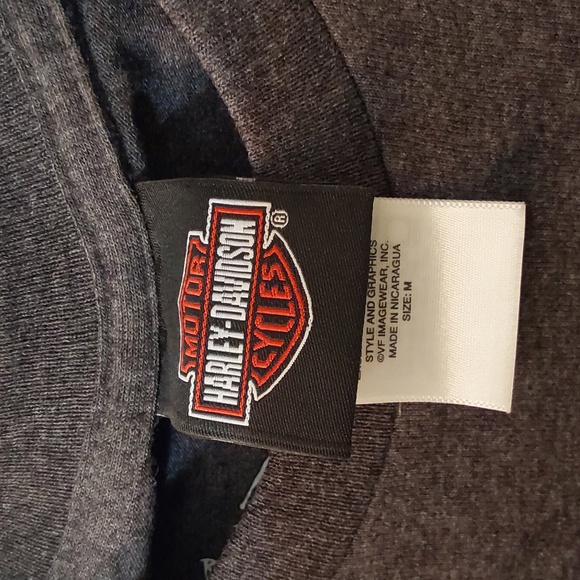 MOTOR
HARLEY-DAVIDSON
CYCLES
®
STYLE AND GRAPHICS
©VF IMAGEWEAR, INC.
MADE IN NICARAGUA
SIZE: M